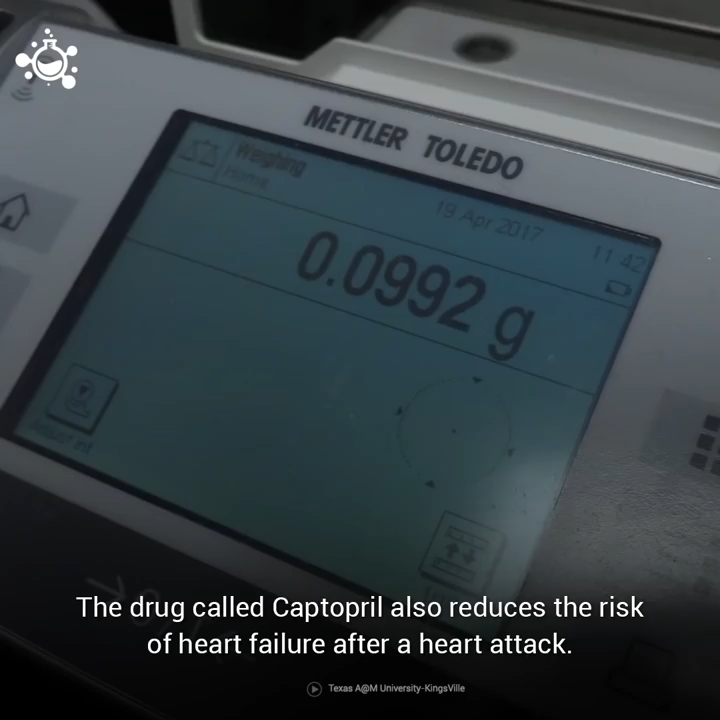 METTLER TOLEDO
Weighing
Home
19 Apr 2017
11:42
0.0992 g
The drug called Captopril also reduces the risk
of heart failure after a heart attack.
Texas A@M University-KingsVille